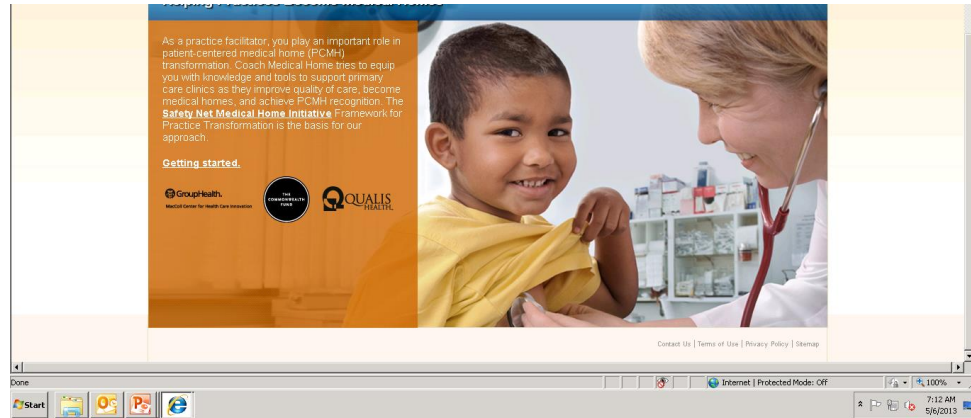 Helping Practices Become Medical Homes
As a practice facilitator, you play an important role in
patient-centered medical home (PCMH)
transformation. Coach Medical Home tries to equip
you with knowledge and tools to support primary
care clinics as they improve quality of care, become
medical homes, and achieve PCMH recognition. The
Safety Net Medical Home Initiative Framework for
Practice Transformation is the basis for our
approach.
Getting started.
GroupHealth.
MacColl Center for Health Care Innovation
THE
COMMONWEALTH
FUND
QUALIS
HEALTH
Contact Us | Terms of Use | Privacy Policy | Sitemap
Done
Internet | Protected Mode: Off
100%
Start
7:12 AM
5/6/2013